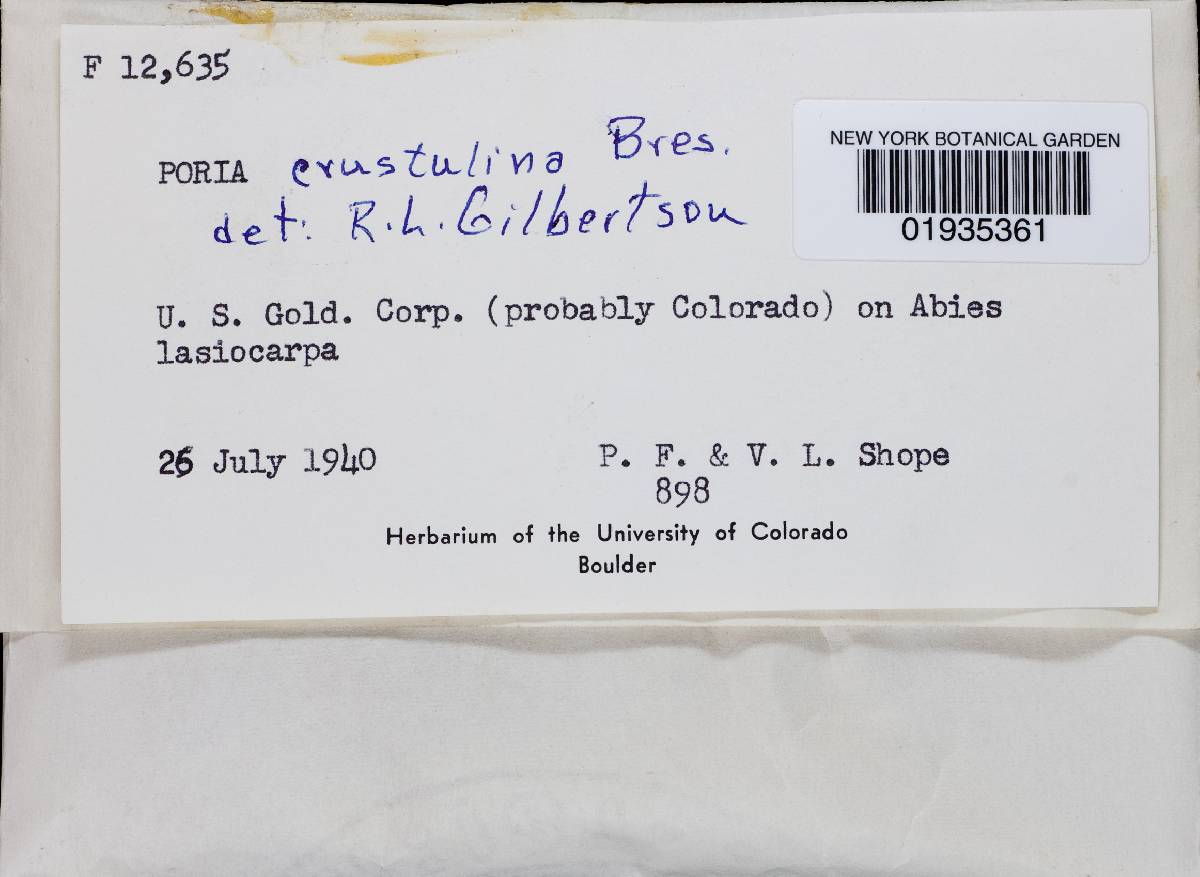 F 12,635
NEW YORK BOTANICAL GARDEN
01935361
PORIA crustulina Bres.
det: R.L. Gilbertson
U. S. Gold. Corp. (probably Colorado) on Abies
lasiocarpa
26 July 1940
P. F. & V. L. Shope
898
Herbarium of the University of Colorado
Boulder